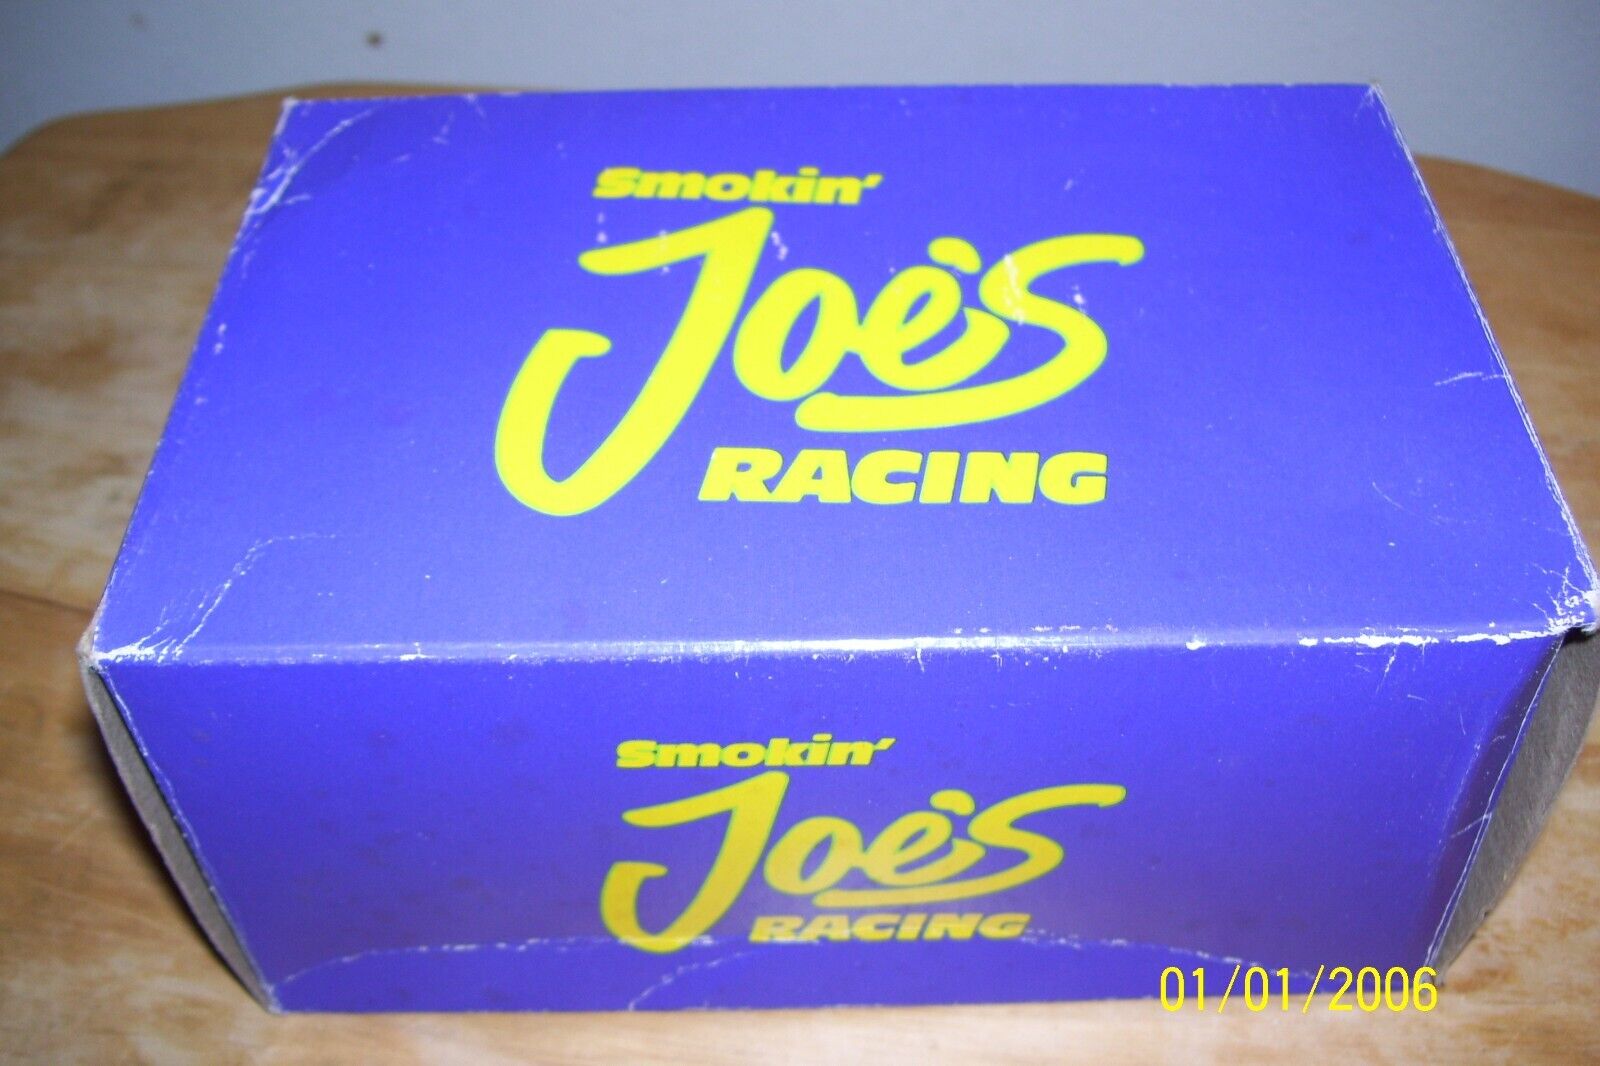 Smokin'
Joe's
RACING
Smokin'
Joe's
RACING
01/01/2006